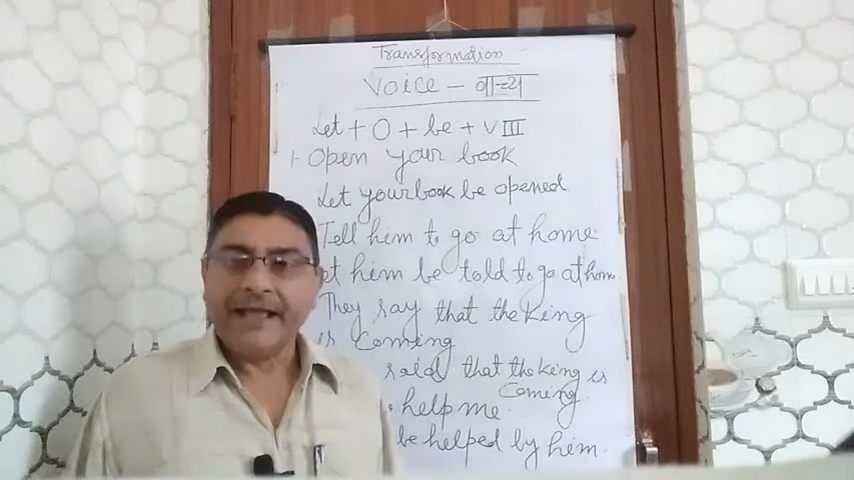 Transformation
Voice - वाच्य
Let + O + be + V III
1- Open your book
Let your book be opened
Tell him to go at home.
him be told to go at hom
They say that the King
is Coming
said that the King is
Coming
help me
be helped by him.